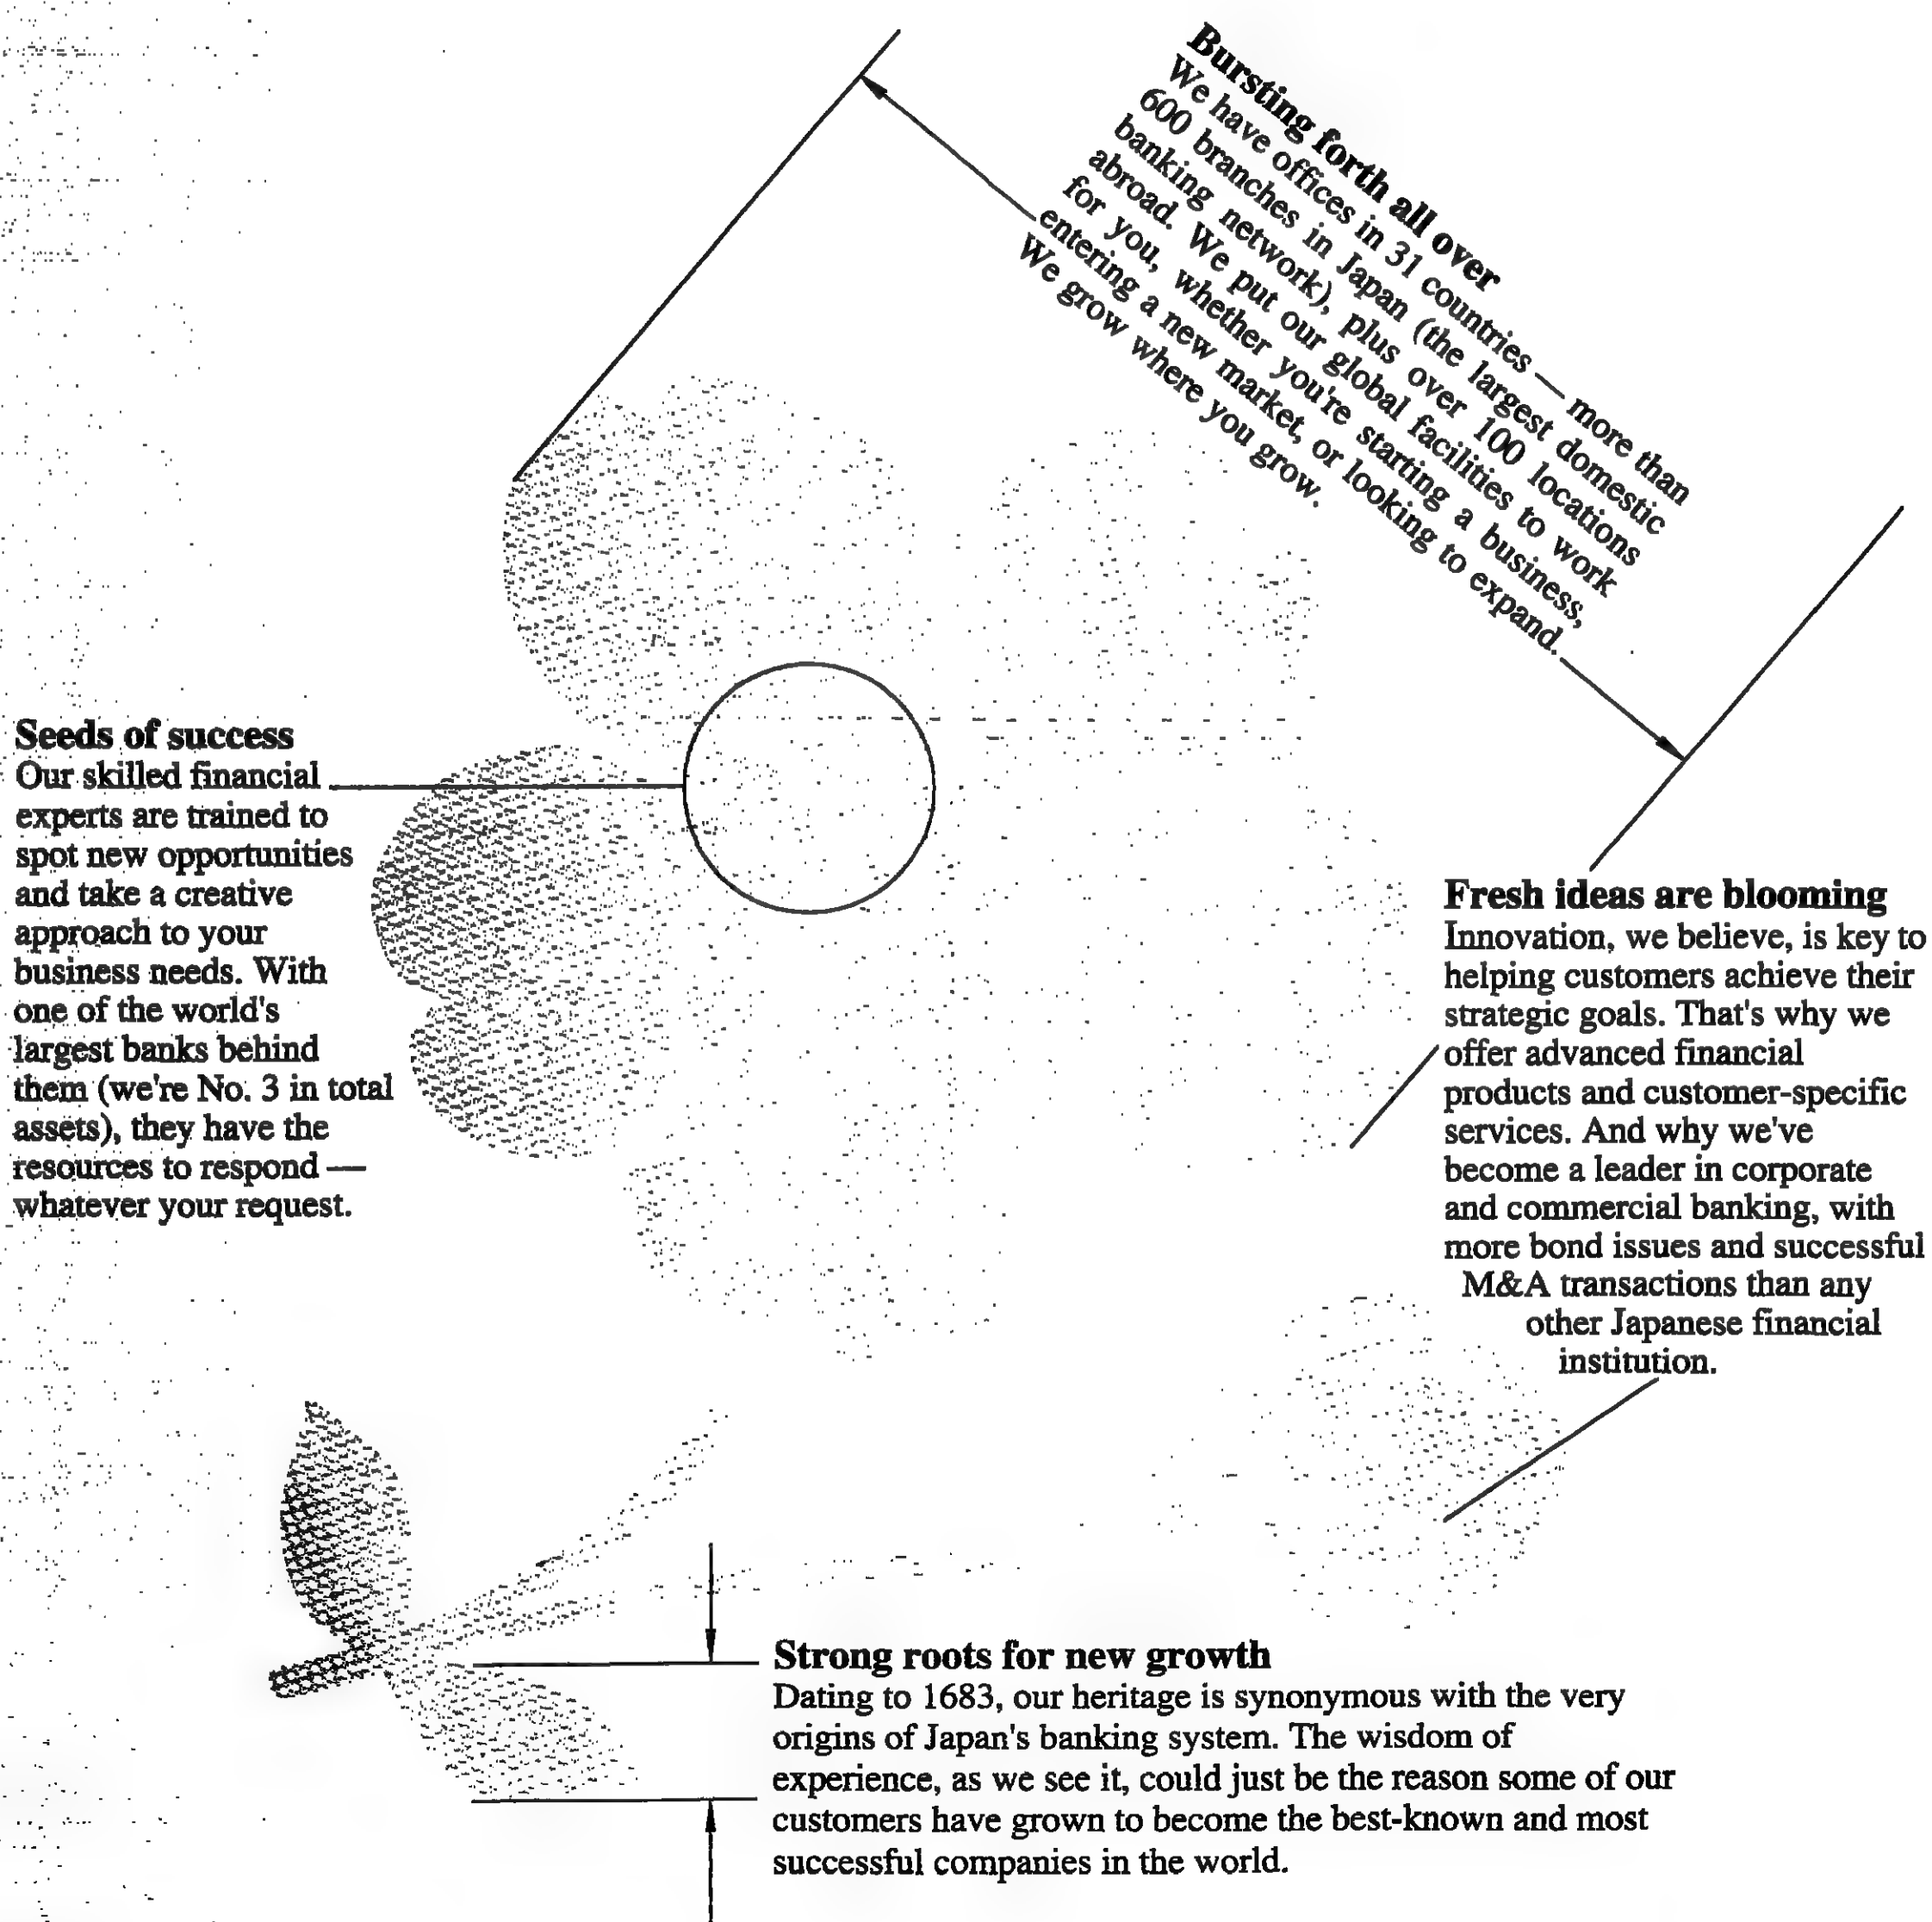 Bursting forth all over
We have offices in 31 countries — more than
600 branches in Japan (the largest domestic
banking network), plus over 100 locations
abroad. We put our global facilities to work
for you, whether you're starting a business,
entering a new market, or looking to expand.
We grow where you grow.
Seeds of success
Our skilled financial
experts are trained to
spot new opportunities
and take a creative
approach to your
business needs. With
one of the world's
largest banks behind
them (we're No. 3 in total
assets), they have the
resources to respond —
whatever your request.
Fresh ideas are blooming
Innovation, we believe, is key to
helping customers achieve their
strategic goals. That's why we
offer advanced financial
products and customer-specific
services. And why we've
become a leader in corporate
and commercial banking, with
more bond issues and successful
M&A transactions than any
other Japanese financial
institution.
Strong roots for new growth
Dating to 1683, our heritage is synonymous with the very
origins of Japan's banking system. The wisdom of
experience, as we see it, could just be the reason some of our
customers have grown to become the best-known and most
successful companies in the world.